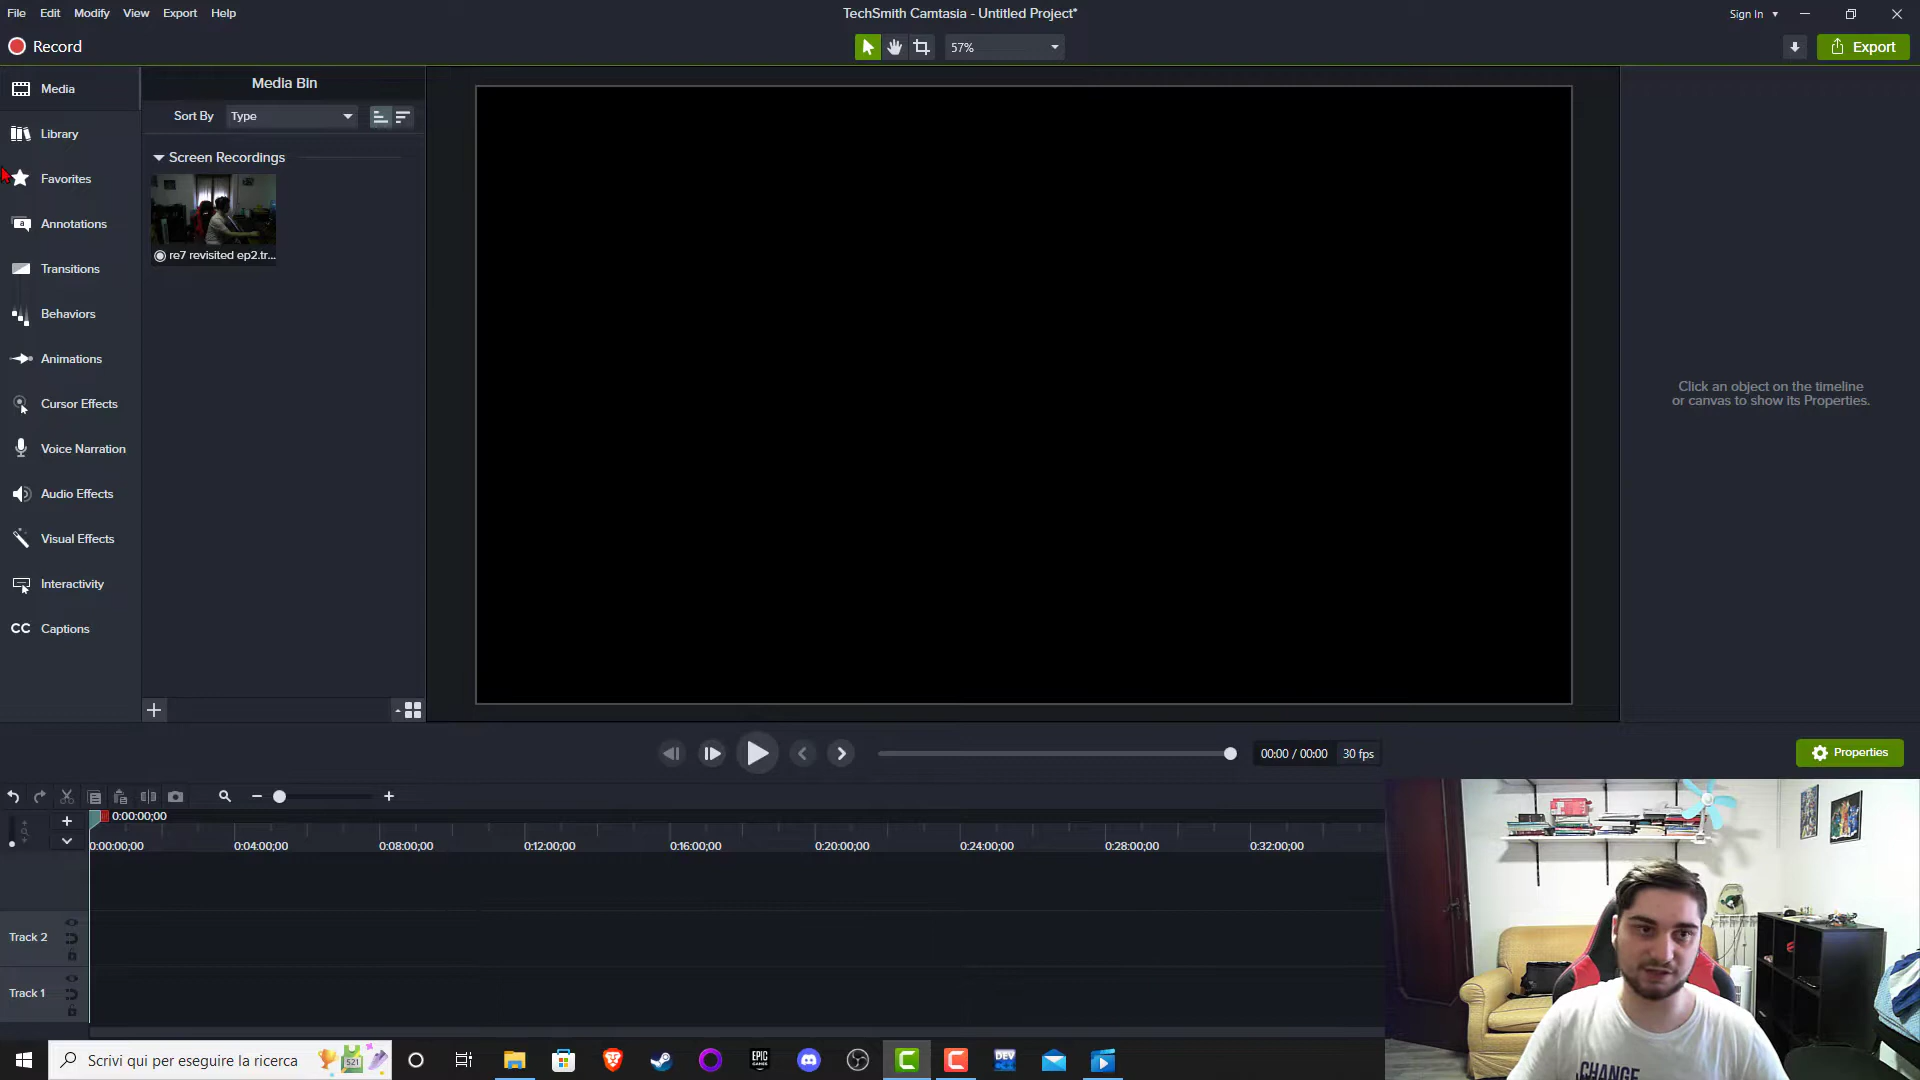 File Edit Modify View Export Help
TechSmith Camtasia - Untitled Project*
Sign In
Record
57%
Export
Media
Library
Favorites
Annotations
Transitions
Behaviors
Animations
Cursor Effects
Voice Narration
Audio Effects
Visual Effects
Interactivity
CC Captions
Media Bin
Sort By Type
Screen Recordings
re7 revisited ep2.tr...
Click an object on the timeline
or canvas to show its Properties.
00:00 / 00:00 30 fps
Properties
0:00:00;00
0:00:00;00 0:04:00;00 0:08:00;00 0:12:00;00 0:16:00;00 0:20:00;00 0:24:00;00 0:28:00;00 0:32:00;00
Track 2
Track 1
Scrivi qui per eseguire la ricerca
EPIC
GAMES
DEV
CHANGE